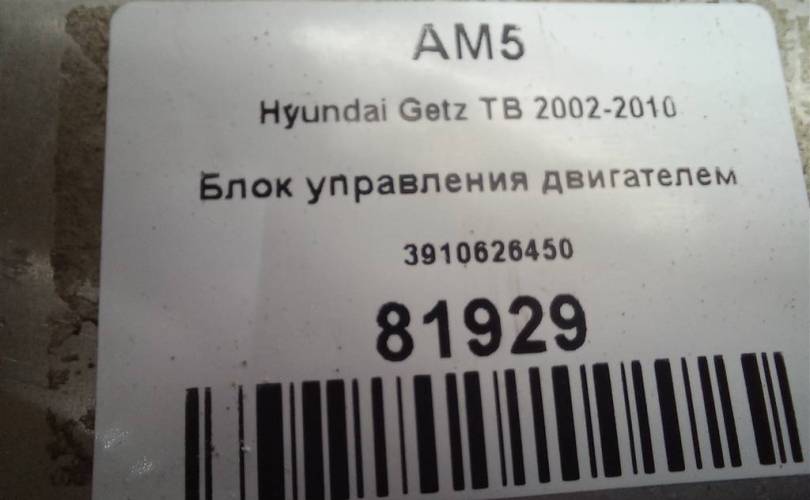 AM5
Hyundai Getz TB 2002-2010
Блок управления двигателем
3910626450
81929